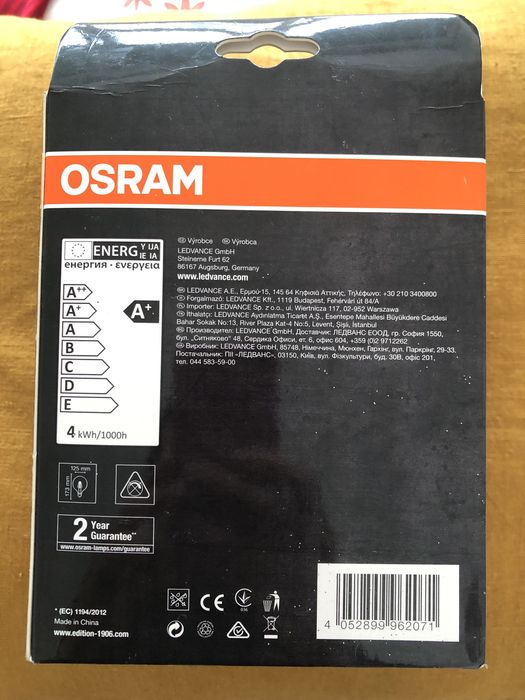 OSRAM
ENERG Y IJA
IE IA
енергия · ενεργεια
A++
A+
A
B
C
D
E
A+
4 kWh/1000h
CZ Výrobce SK Výrobca
LEDVANCE GmbH
Steinerne Furt 62
86167 Augsburg, Germany
www.ledvance.com
LEDVANCE A.E., Ερμού-15, 145 64 Κηφισιά Αττικής, Τηλέφωνο: +30 210 3400800
Forgalmazó: LEDVANCE Kft., 1119 Budapest, Fehérvári út 84/A
Importer: LEDVANCE Sp. z o.o., ul. Wiertnicza 117, 02-952 Warszawa
İthalatçı: LEDVANCE Aydınlatma Ticaret A.Ş., Esentepe Mahallesi Büyükdere Caddesi
Bahar Sokak No:13, River Plaza Kat-4 No:5, Levent, Şişli, İstanbul
Производител: LEDVANCE GmbH, Доставчик: ЛЕДВАНС ЕООД, гр. София 1550,
бул. „Ситняково" 48, Сердика Офиси, ет. 6, офис 604, +359 (0)2 9712262
Виробник: LEDVANCE GmbH, 85748, Німеччина, Мюнхен, Гархінг, вул. Паркрінг, 29-33.
Постачальник: ПІІ «ЛЕДВАНС», 03150, Київ, вул. Фізкультури, буд. 30В, офіс 201,
тел. 044 583-59-00
125 mm
173 mm
2 Year
Guarantee**
www.osram-lamps.com/guarantee
* (EC) 1194/2012
Made in China
www.edition-1906.com
CE
4 052899 962071